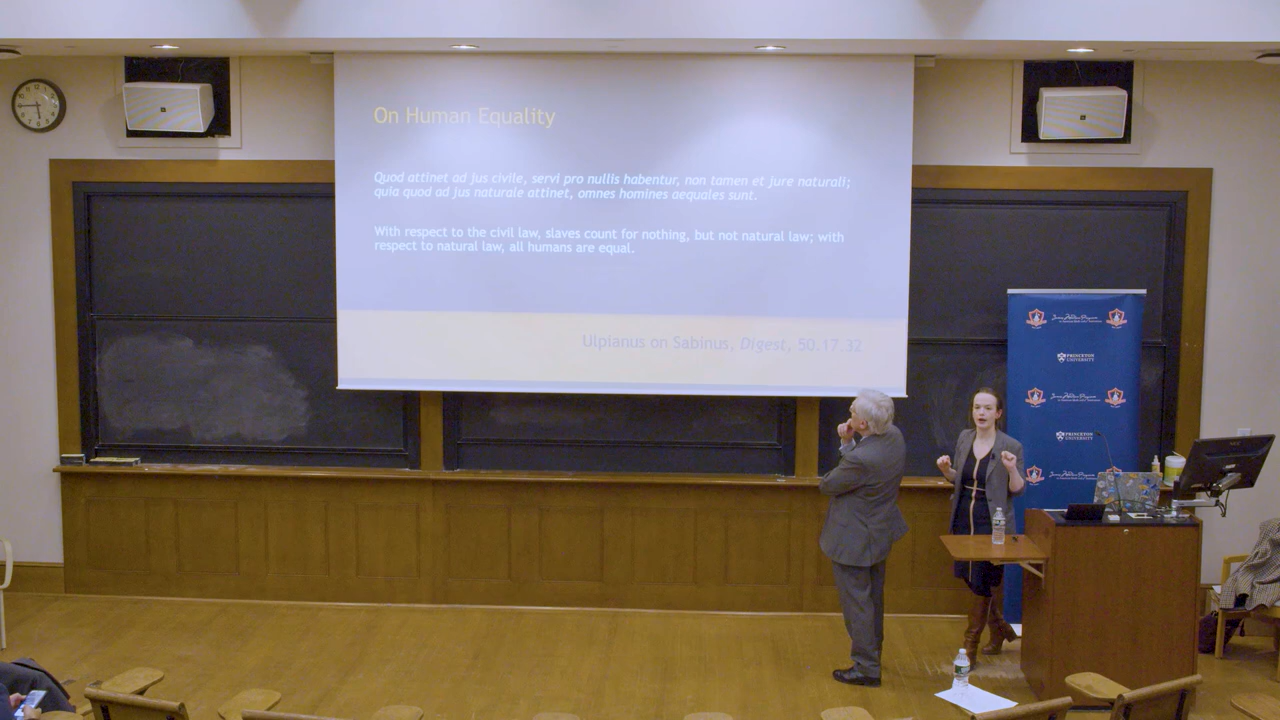 On Human Equality
Quod attinet ad jus civile, servi pro nullis habentur, non tamen et jure naturali;
quia quod ad jus naturale attinet, omnes homines aequales sunt.
With respect to the civil law, slaves count for nothing, but not natural law; with
respect to natural law, all humans are equal.
Ulpianus on Sabinus, Digest, 50.17.32
PRINCETON
UNIVERSITY
PRINCETON
UNIVERSITY